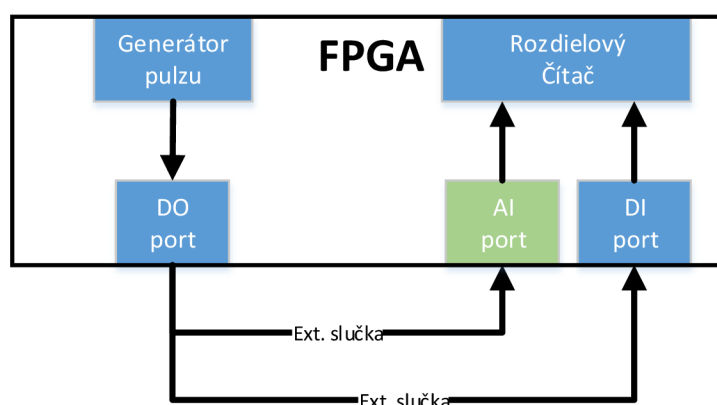 Generátor
pulzu
FPGA
Rozdielový
Čítač
DO
port
AI
port
DI
port
Ext. slučka
Ext. slučka